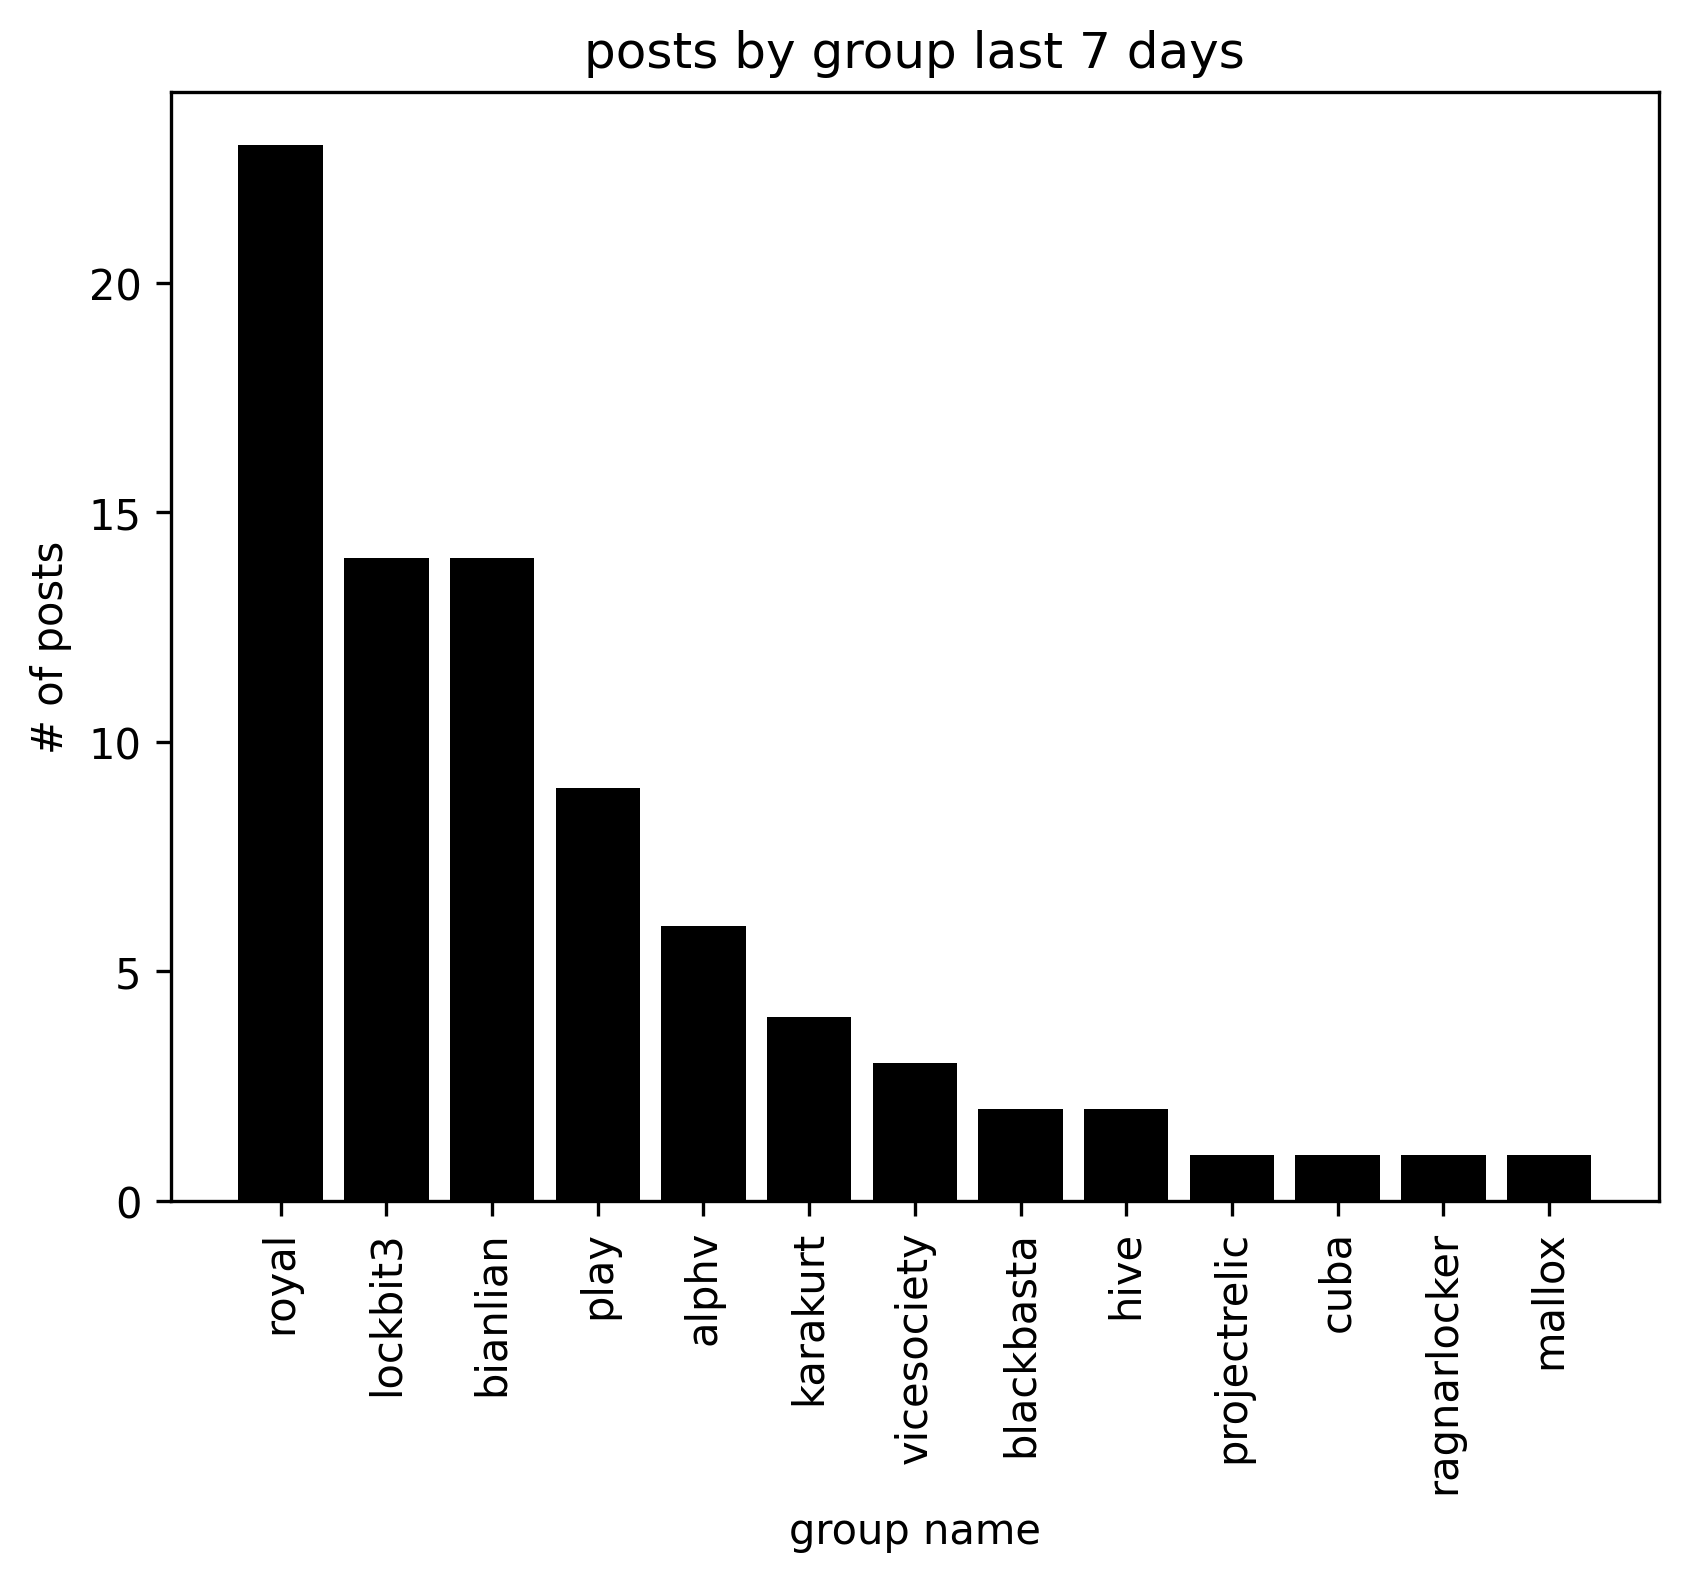 posts by group last 7 days
# of posts
20
15
10
5
0
royal
lockbit3
bianlian
play
alphv
karakurt
vicesociety
blackbasta
hive
projectrelic
cuba
ragnarlocker
mallox
group name